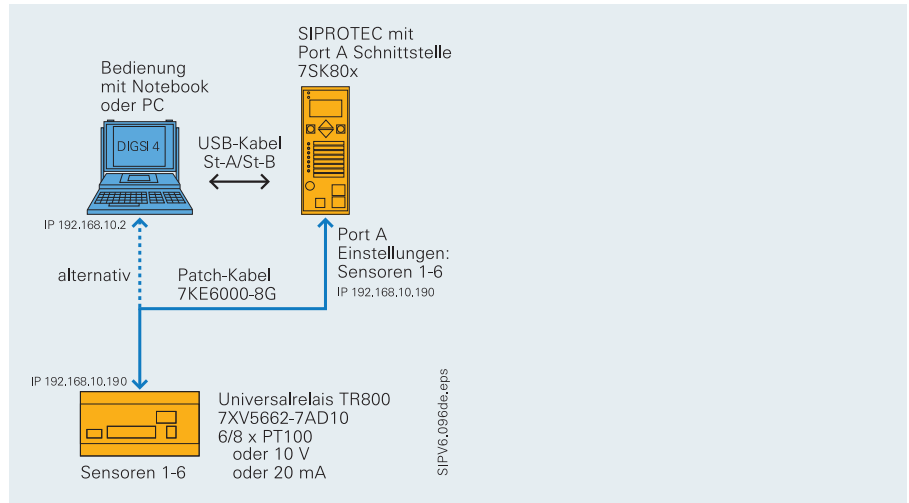 SIPROTEC mit
Port A Schnittstelle
7SK80x
Bedienung
mit Notebook
oder PC
DIGSI 4
USB-Kabel
St-A/St-B
IP 192.168.10.2
Port A
Einstellungen:
Sensoren 1-6
IP 192.168.10.190
alternativ
Patch-Kabel
7KE6000-8G
IP 192.168.10.190
Universalrelais TR800
7XV5662-7AD10
6/8 x PT100
oder 10 V
oder 20 mA
Sensoren 1-6
SIPV6.096de.eps